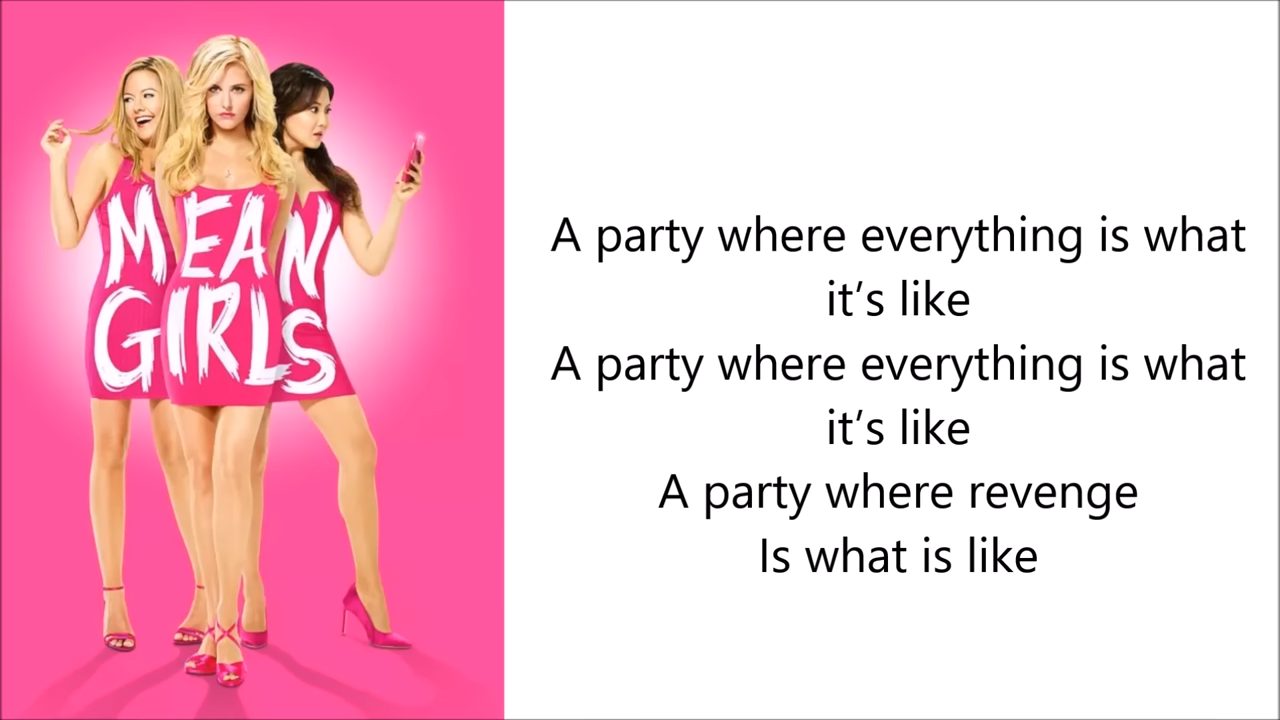 MEAN
GIRLS
A party where everything is what
it’s like
A party where everything is what
it’s like
A party where revenge
Is what is like